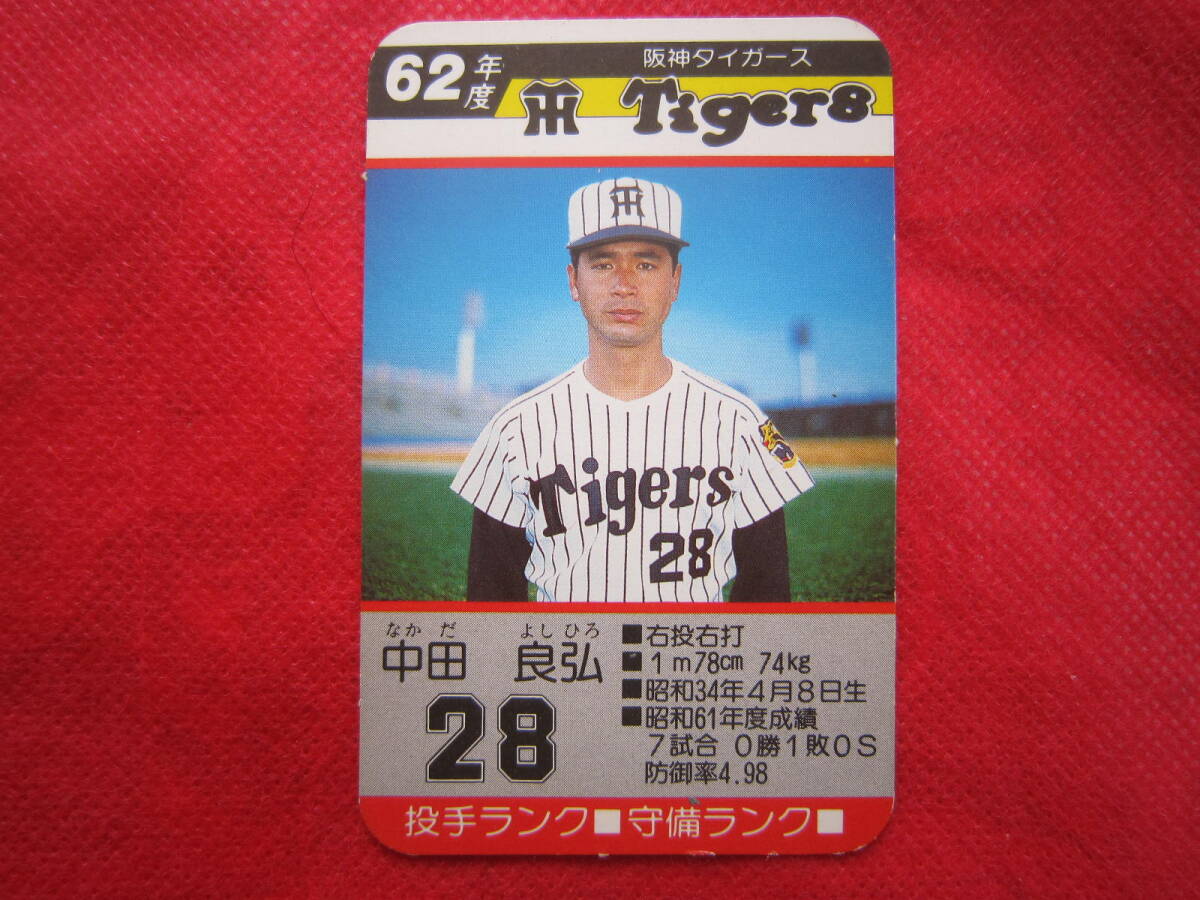 62年度
阪神タイガース
TH Tigers
TH
Tigers
28
なかだ よしひろ
中田 良弘
28
■右投右打
■1m78cm 74kg
■昭和34年4月8日生
■昭和61年度成績
7試合 0勝1敗0S
防御率4.98
投手ランク■守備ランク■